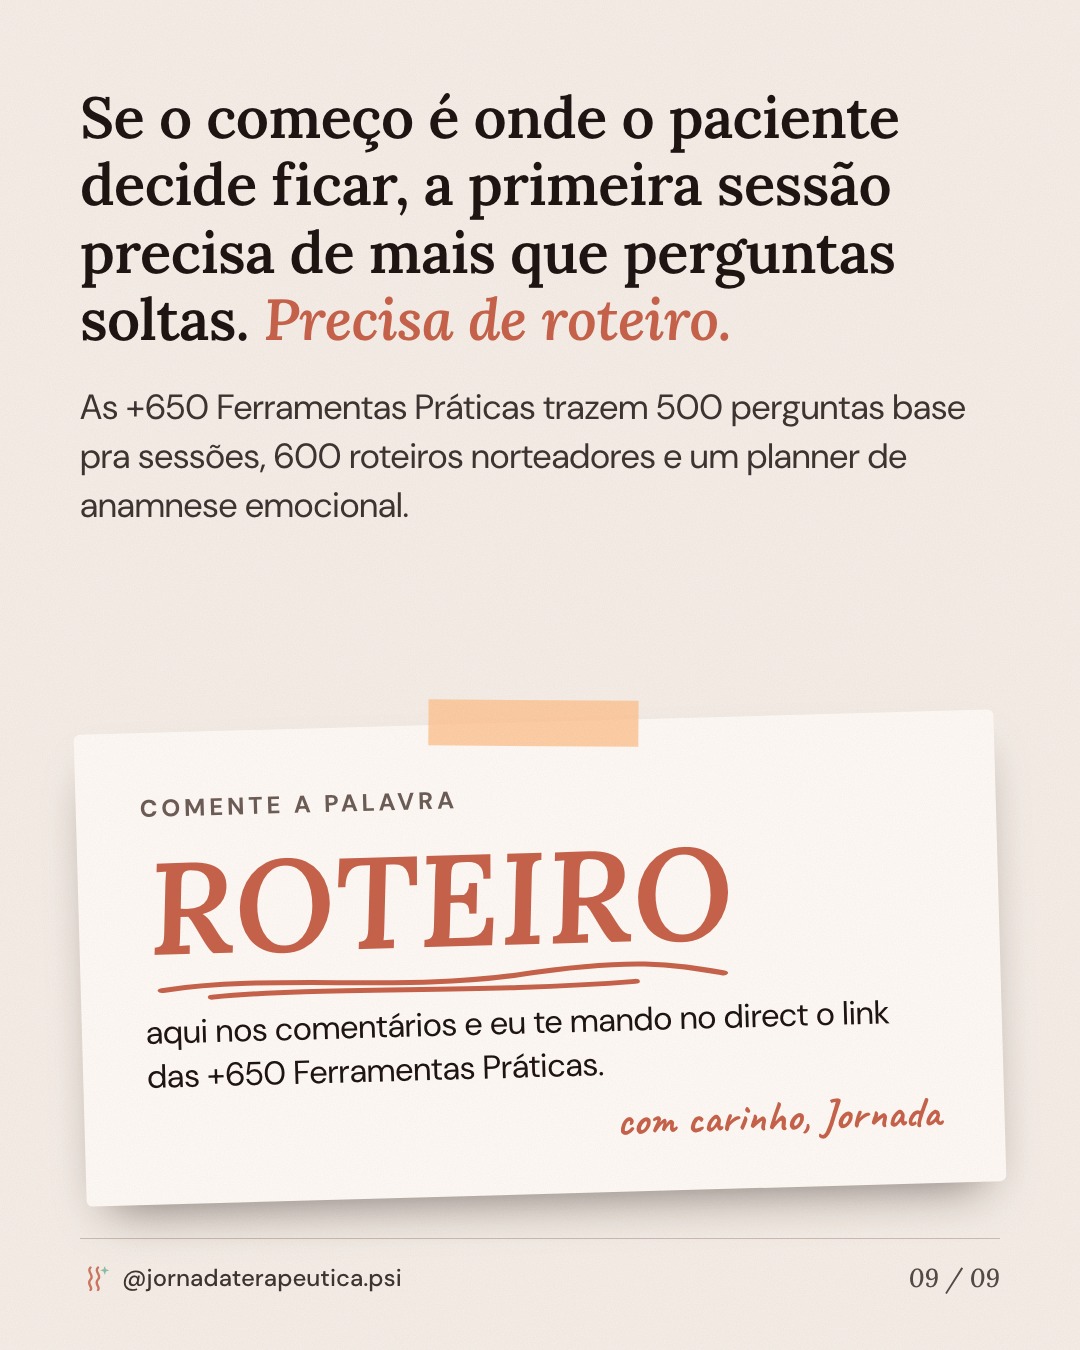 Se o começo é onde o paciente
decide ficar, a primeira sessão
precisa de mais que perguntas
soltas. Precisa de roteiro.
As +650 Ferramentas Práticas trazem 500 perguntas base
pra sessões, 600 roteiros norteadores e um planner de
anamnese emocional.
COMENTE A PALAVRA
ROTEIRO
aqui nos comentários e eu te mando no direct o link
das +650 Ferramentas Práticas.
com carinho, Jornada
@jornadaterapeutica.psi
09 / 09